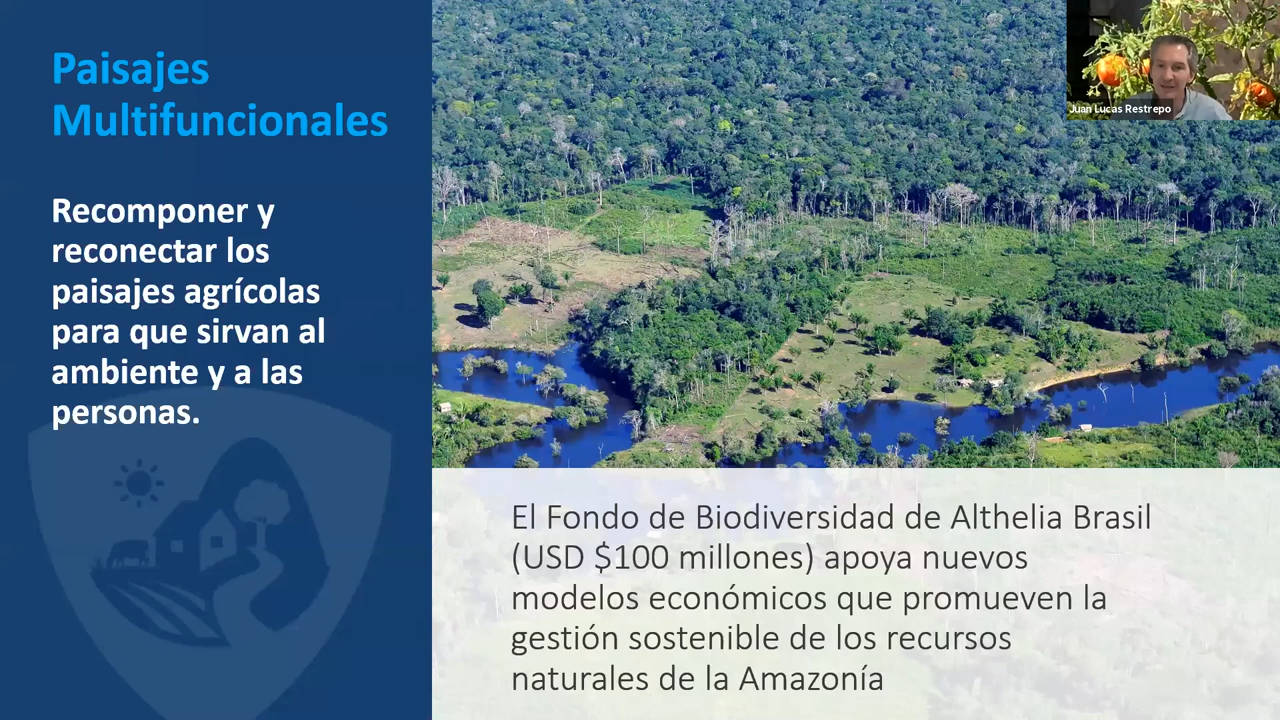 Paisajes
Multifuncionales
Recomponer y
reconectar los
paisajes agrícolas
para que sirvan al
ambiente y a las
personas.
Juan Lucas Restrepo
El Fondo de Biodiversidad de Althelia Brasil
(USD $100 millones) apoya nuevos
modelos económicos que promueven la
gestión sostenible de los recursos
naturales de la Amazonía